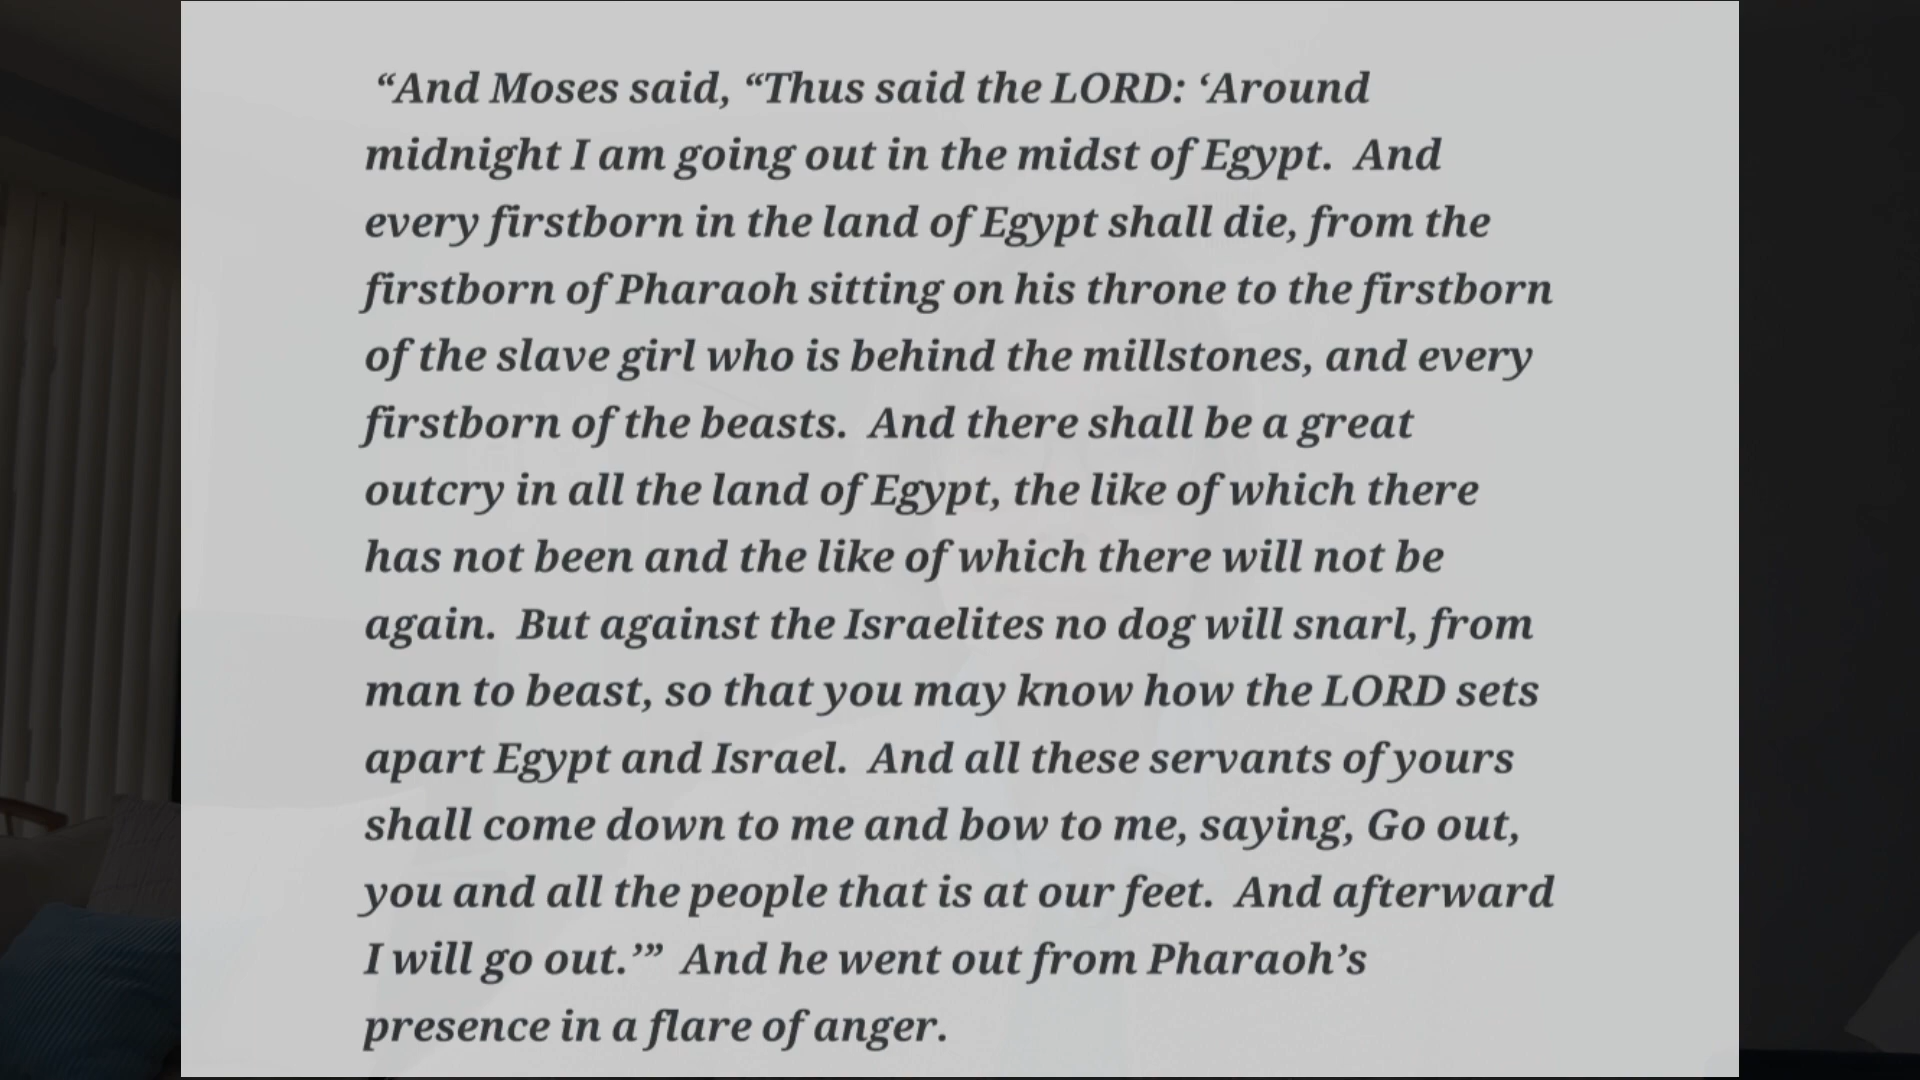 “And Moses said, “Thus said the LORD: ‘Around
midnight I am going out in the midst of Egypt.  And
every firstborn in the land of Egypt shall die, from the
firstborn of Pharaoh sitting on his throne to the firstborn
of the slave girl who is behind the millstones, and every
firstborn of the beasts.  And there shall be a great
outcry in all the land of Egypt, the like of which there
has not been and the like of which there will not be
again.  But against the Israelites no dog will snarl, from
man to beast, so that you may know how the LORD sets
apart Egypt and Israel.  And all these servants of yours
shall come down to me and bow to me, saying, Go out,
you and all the people that is at our feet.  And afterward
I will go out.’”  And he went out from Pharaoh’s
presence in a flare of anger.